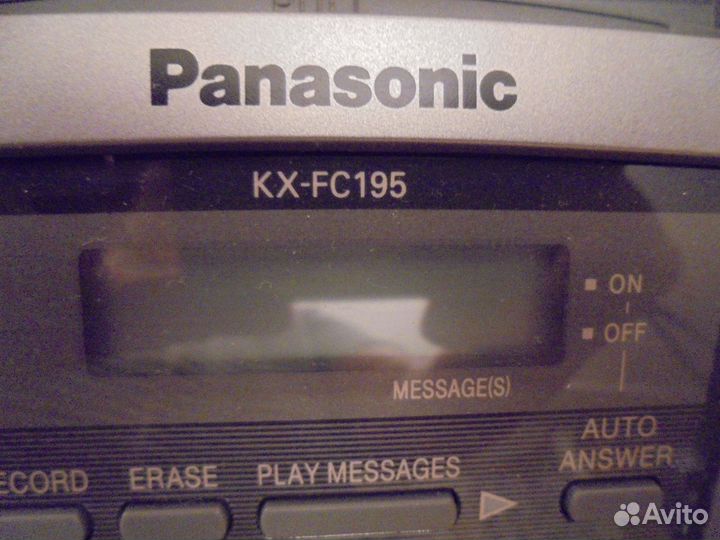 Panasonic
KX-FC195
ON
OFF
MESSAGE(S)
AUTO
ANSWER
ECORD ERASE PLAY MESSAGES
Avito